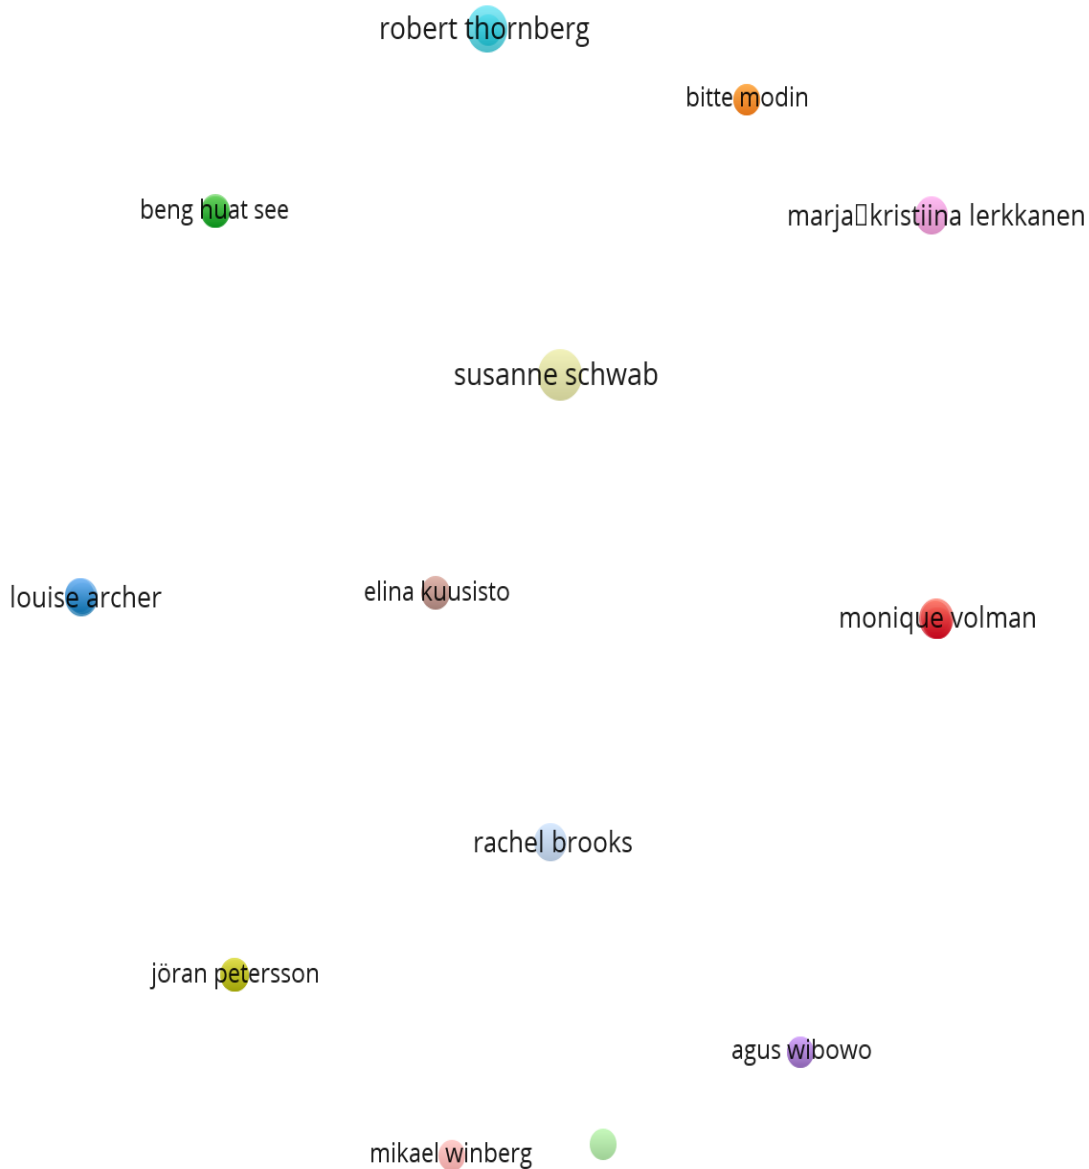 robert thornberg
bitte modin
beng huat see
marja□kristiina lerkkanen
susanne schwab
louise archer
elina kuusisto
monique volman
rachel brooks
jöran petersson
agus wibowo
mikael winberg